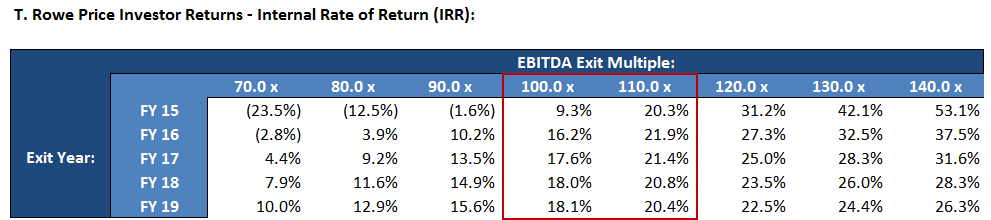 T. Rowe Price Investor Returns - Internal Rate of Return (IRR):
EBITDA Exit Multiple:
70.0 x 80.0 x 90.0 x 100.0 x 110.0 x 120.0 x 130.0 x 140.0 x
FY 15 (23.5%) (12.5%) (1.6%) 9.3% 20.3% 31.2% 42.1% 53.1%
FY 16 (2.8%) 3.9% 10.2% 16.2% 21.9% 27.3% 32.5% 37.5%
Exit Year: FY 17 4.4% 9.2% 13.5% 17.6% 21.4% 25.0% 28.3% 31.6%
FY 18 7.9% 11.6% 14.9% 18.0% 20.8% 23.5% 26.0% 28.3%
FY 19 10.0% 12.9% 15.6% 18.1% 20.4% 22.5% 24.4% 26.3%